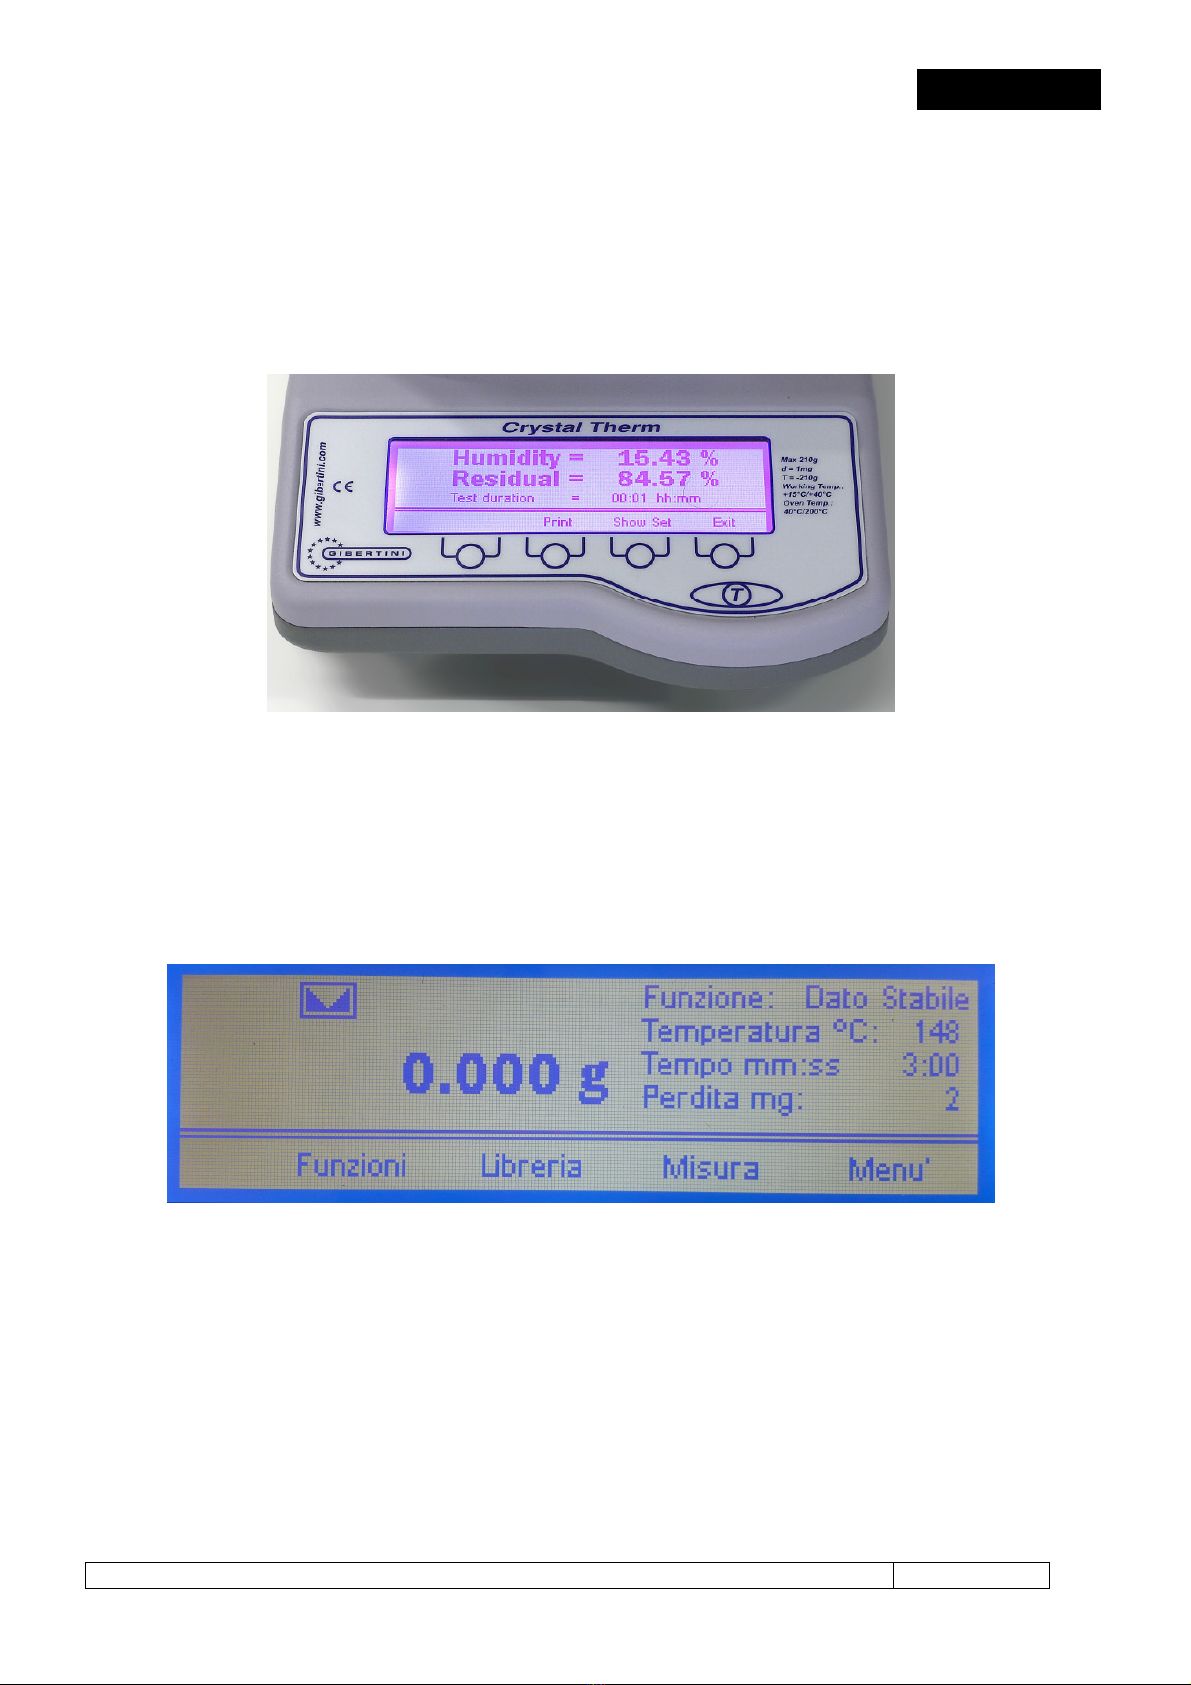 Crystal Therm
www.gibertini.com
Humidity = 15.43 %
Residual = 84.57 %
Test duration = 00:01 hh:mm
Print Show Set Exit
Max 210g
d = 1mg
T = -210g
Working Temp.:
+15°C/+40°C
Oven Temp.:
40°C/200°C
CE
GIBERTINI
T
Funzione: Dato Stabile
Temperatura °C: 148
0.000 g
Tempo mm:ss 3:00
Perdita mg: 2
Funzioni Libreria Misura Menu'